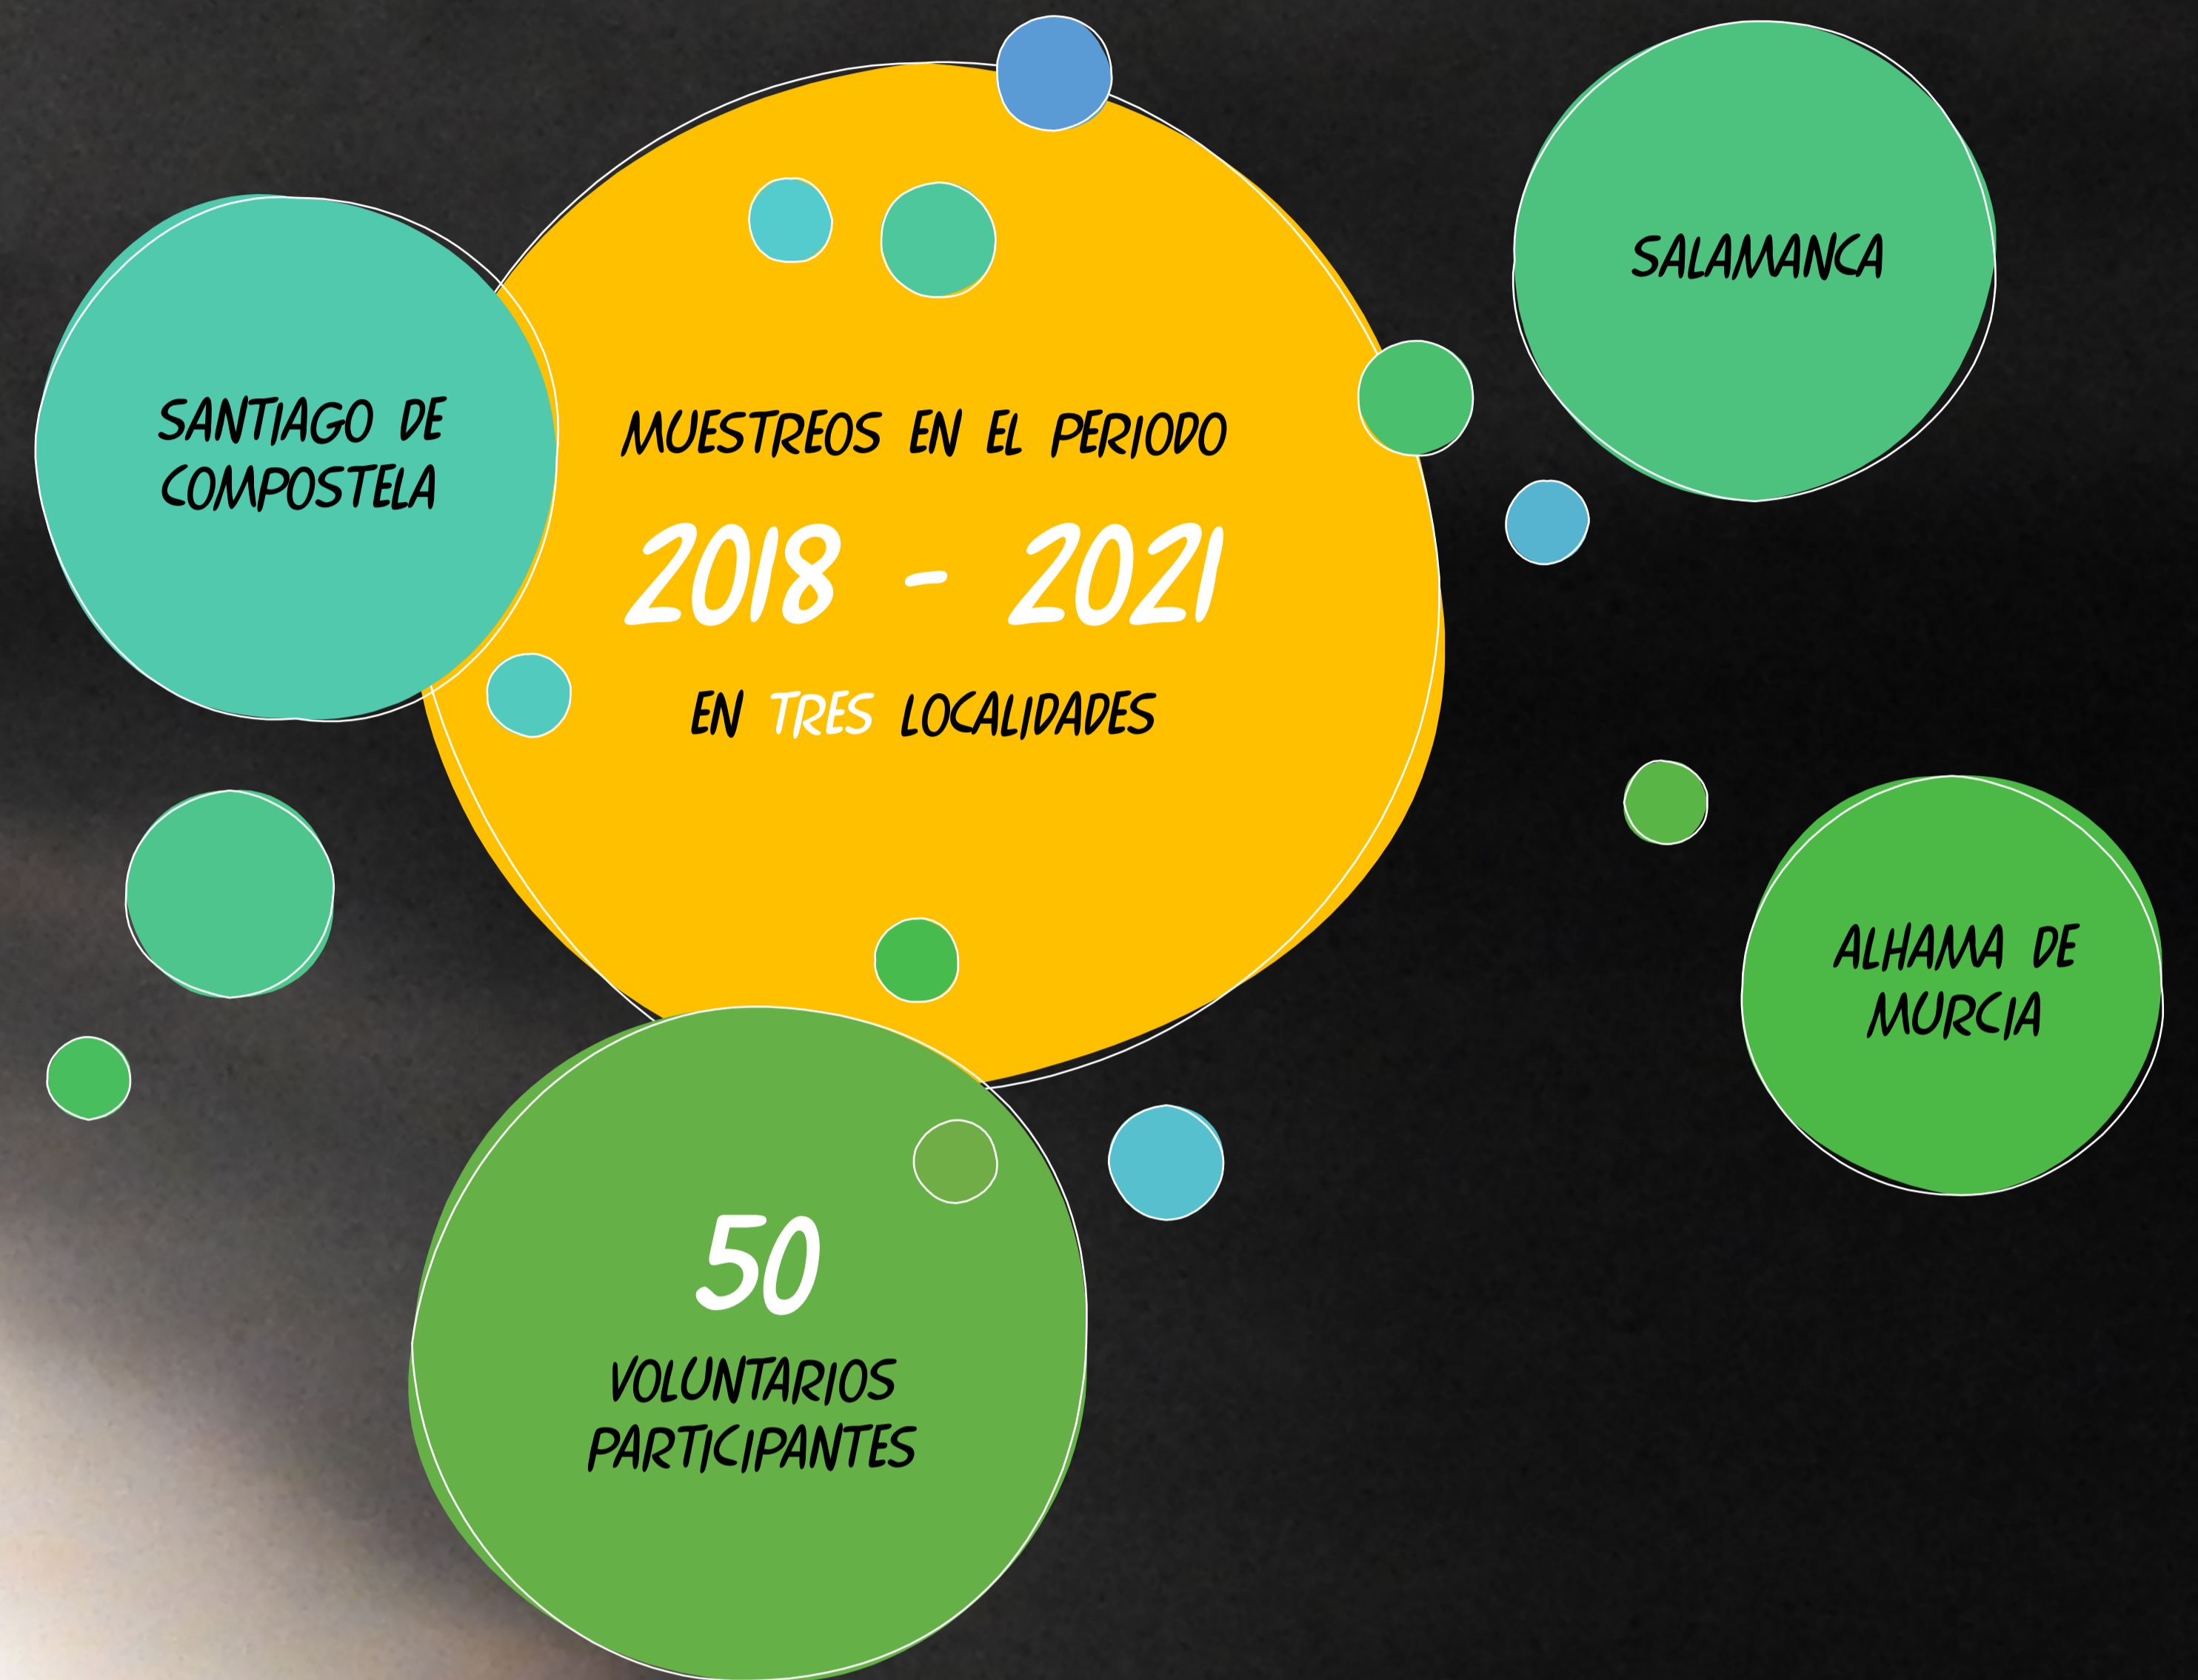 SANTIAGO DE
COMPOSTELA
MUESTREOS EN EL PERIODO
2018 - 2021
EN TRES LOCALIDADES
SALAMANCA
ALHAMA DE
MURCIA
50
VOLUNTARIOS
PARTICIPANTES